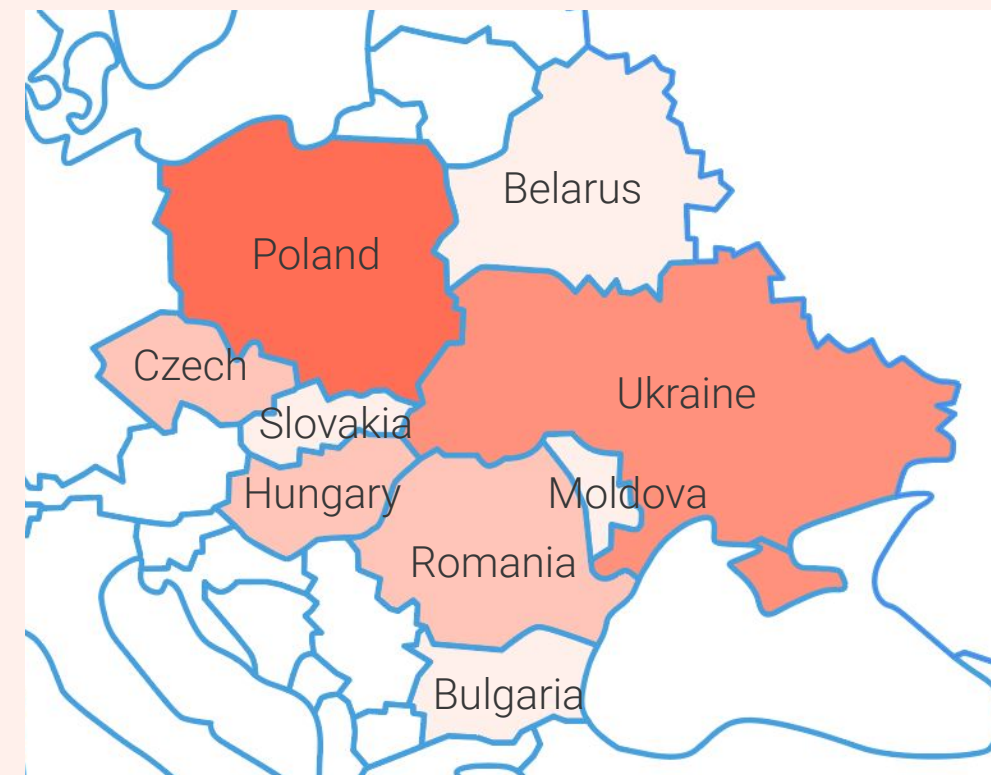 Belarus
Poland
Czech
Ukraine
Slovakia
Hungary
Moldova
Romania
Bulgaria